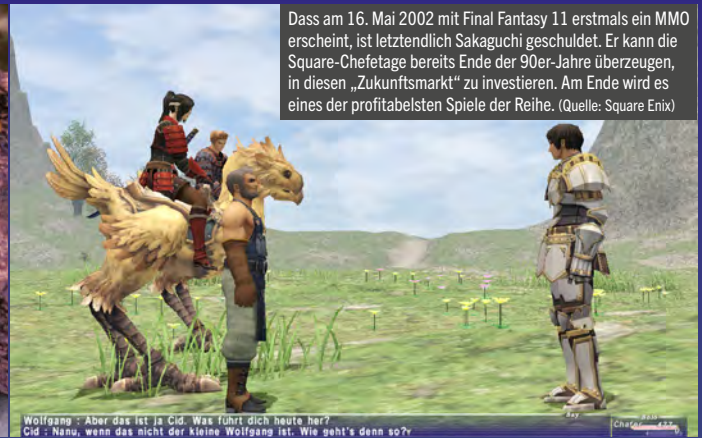 Dass am 16. Mai 2002 mit Final Fantasy 11 erstmals ein MMO
erscheint, ist letztendlich Sakaguchi geschuldet. Er kann die
Square-Chefetage bereits Ende der 90er-Jahre überzeugen,
in diesen „Zukunftsmarkt“ zu investieren. Am Ende wird es
eines der profitabelsten Spiele der Reihe. (Quelle: Square Enix)
Wolfgang : Aber das ist ja Cid. Was führt dich heute her?
Cid : Nanu, wenn das nicht der kleine Wolfgang ist. Wie geht's denn so?